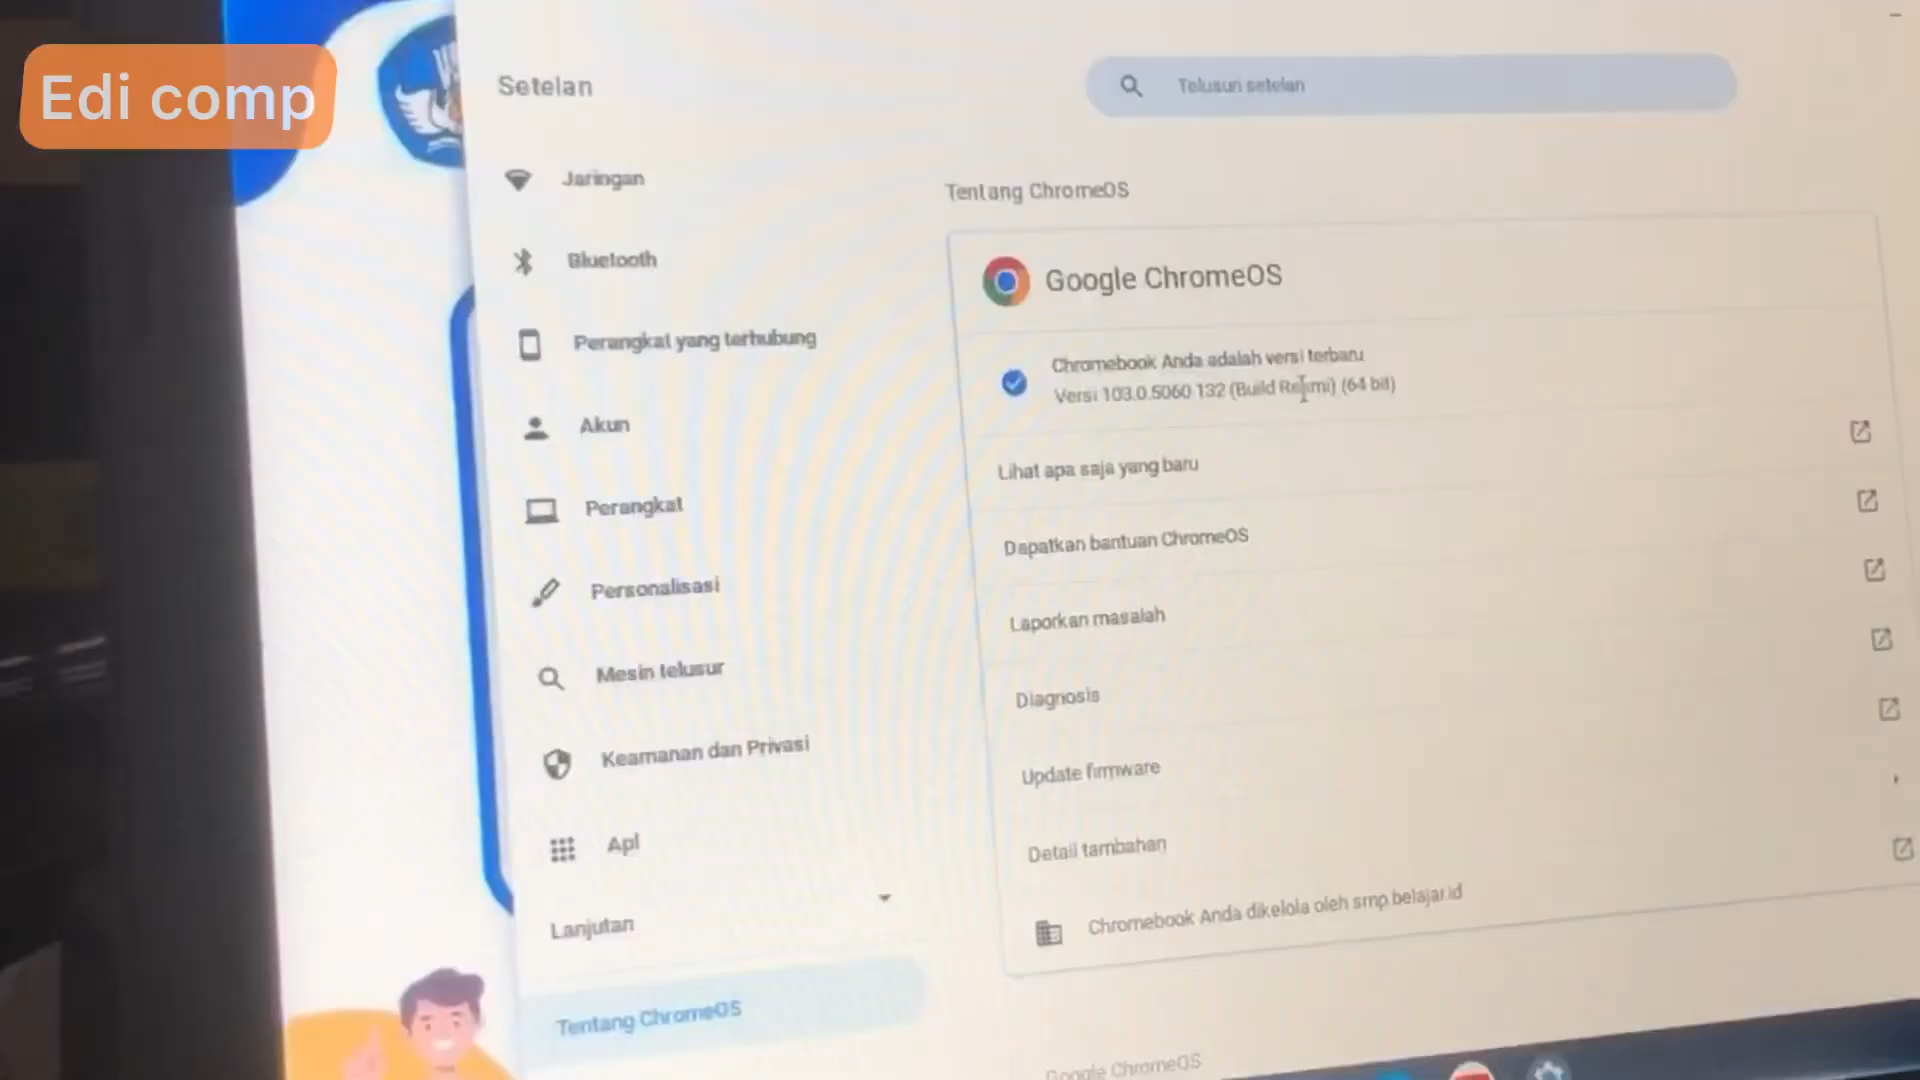 Edi comp
Setelan
Telusuri setelan
Jaringan
Bluetooth
Perangkat yang terhubung
Akun
Perangkat
Personalisasi
Mesin telusur
Keamanan dan Privasi
Apl
Lanjutan
Tentang ChromeOS
Tentang ChromeOS
Google ChromeOS
Chromebook Anda adalah versi terbaru
Versi 103.0.5060.132 (Build Resmi) (64 bit)
Lihat apa saja yang baru
Dapatkan bantuan ChromeOS
Laporkan masalah
Diagnosis
Update firmware
Detail tambahan
Chromebook Anda dikelola oleh smp.belajar.id
Google ChromeOS